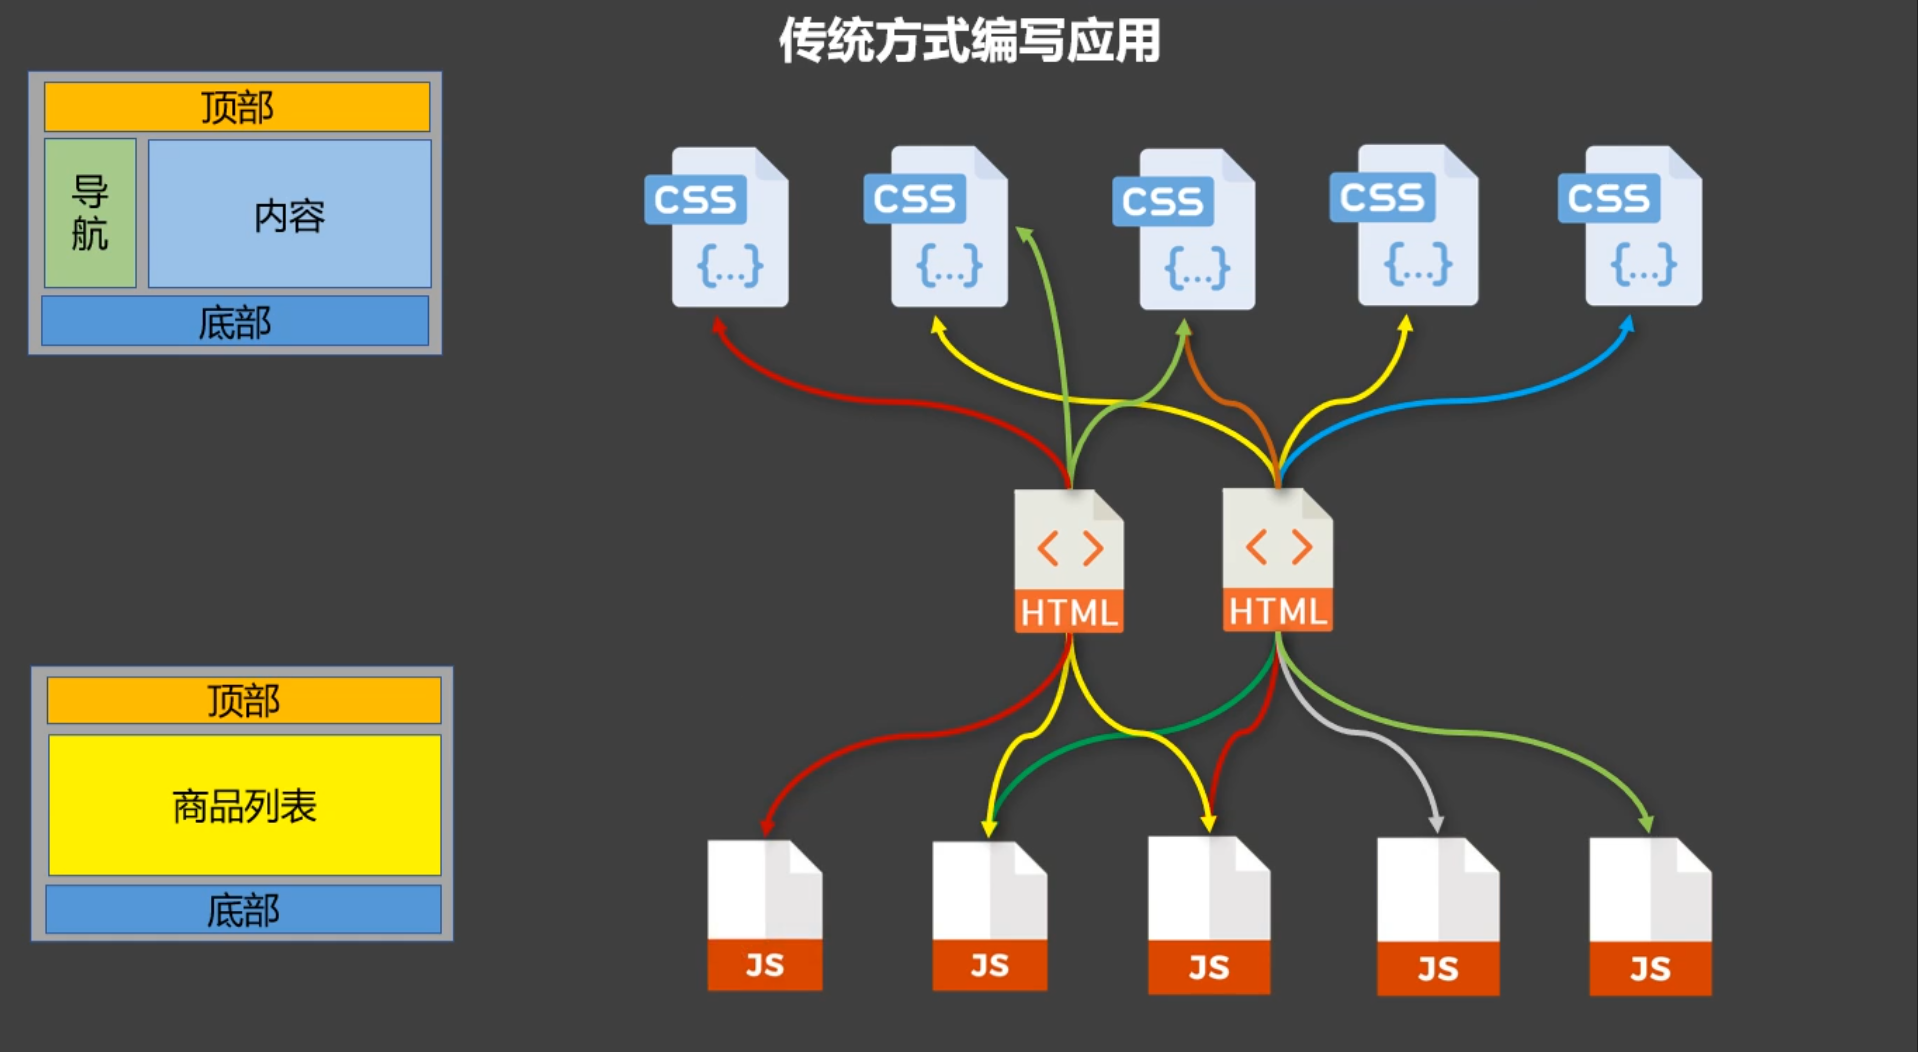 传统方式编写应用
顶部
导
航
内容
底部
CSS
{...}
CSS
{...}
CSS
{...}
CSS
{...}
CSS
{...}
< >
HTML
< >
HTML
顶部
商品列表
底部
JS
JS
JS
JS
JS